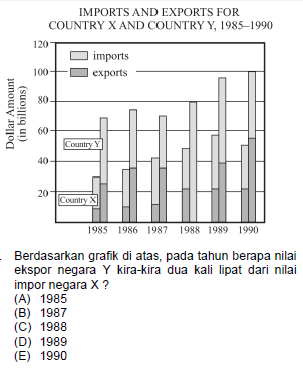 IMPORTS AND EXPORTS FOR
COUNTRY X AND COUNTRY Y, 1985–1990
Dollar Amount
(in billions)
120
100
80
60
40
20
imports
exports
Country Y
Country X
1985 1986 1987 1988 1989 1990
. Berdasarkan grafik di atas, pada tahun berapa nilai
ekspor negara Y kira-kira dua kali lipat dari nilai
impor negara X ?
(A) 1985
(B) 1987
(C) 1988
(D) 1989
(E) 1990